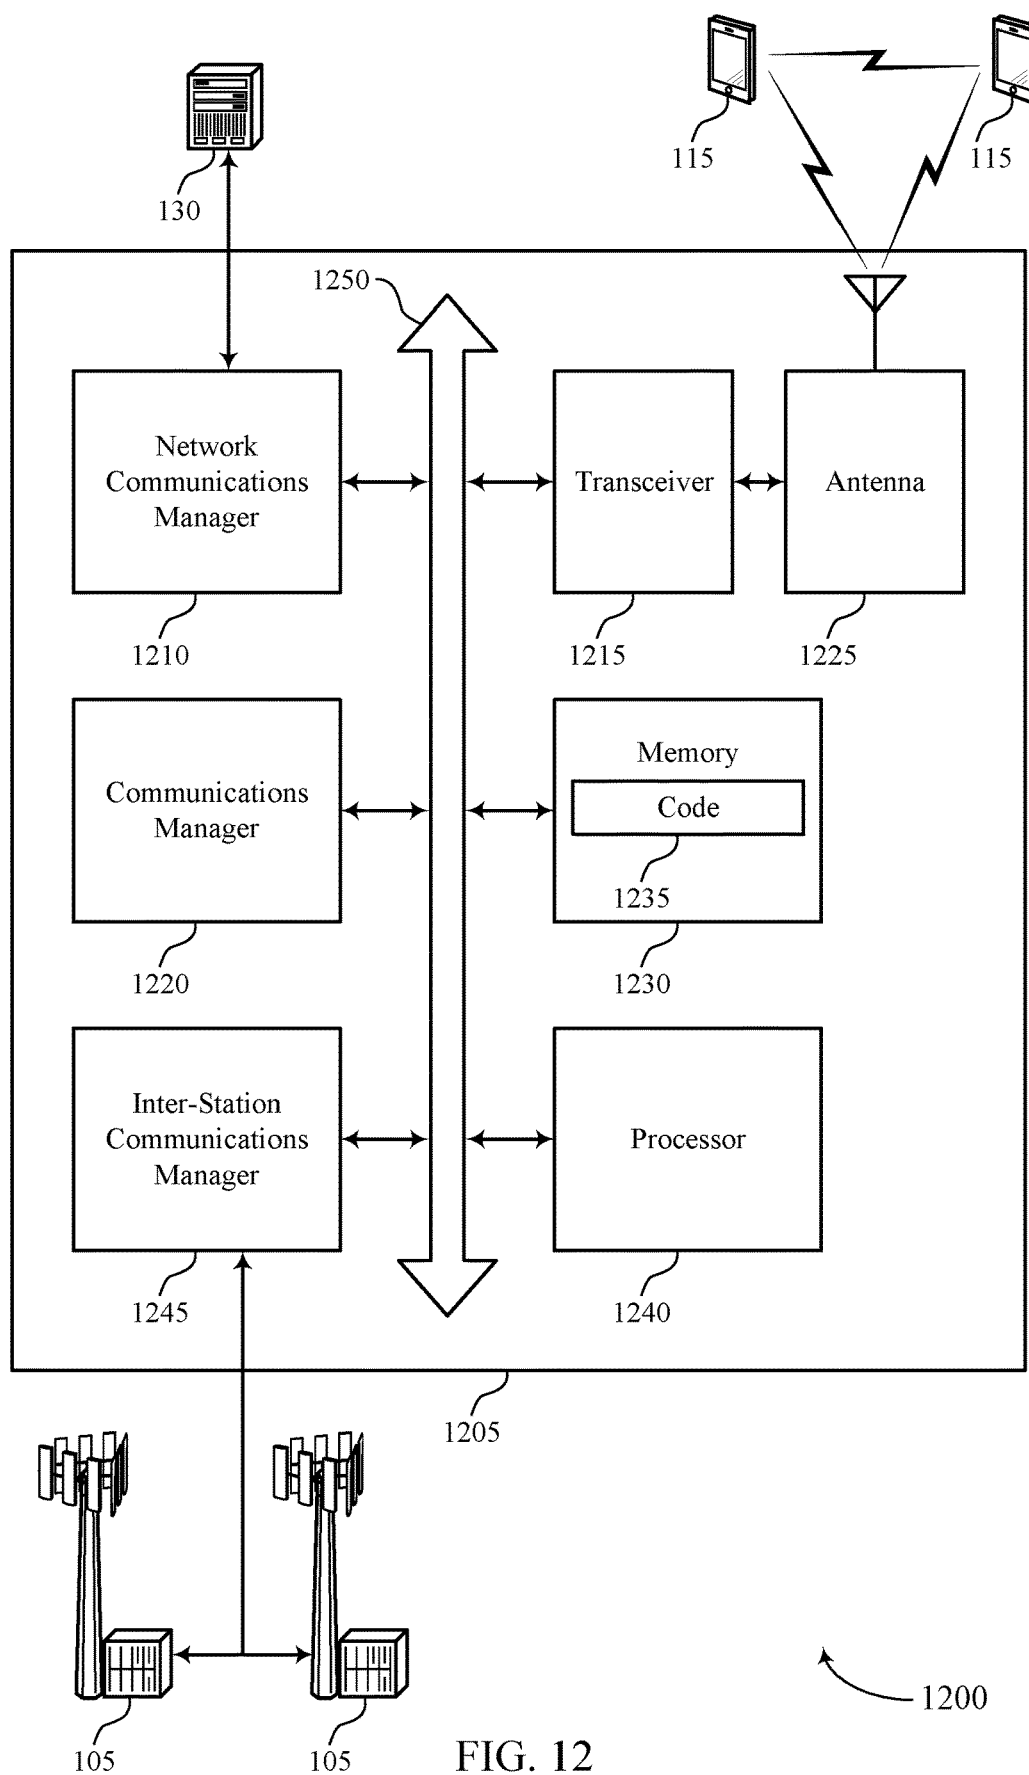 115
115
130
1250
Network
Communications
Manager
Transceiver
Antenna
1210
1215
1225
Communications
Manager
Memory
Code
1235
1220
1230
Inter-Station
Communications
Manager
Processor
1245
1240
1205
1200
105
105
FIG. 12